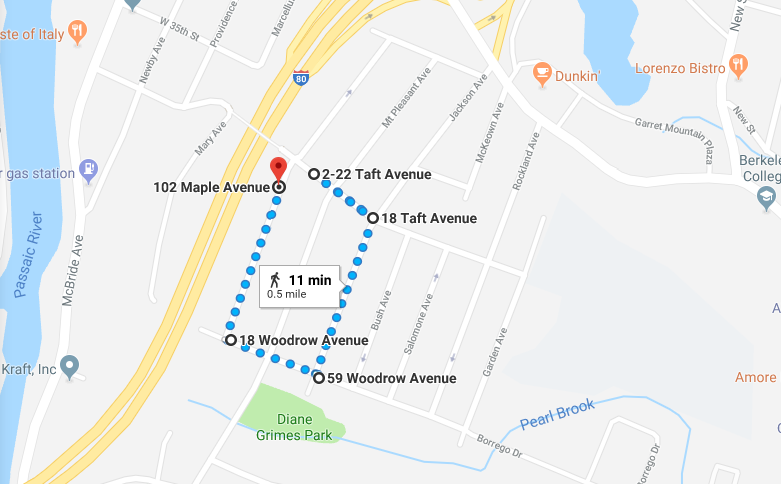 W 35th St
Providence
Marcellu
New St
ste of Italy
Newby Ave
80
Lorenzo Bistro
Dunkin'
Mt Pleasant Ave
Jackson Ave
McKeown Ave
New St
Garret Mountain Plaza
Mary Ave
Rockland Ave
r gas station
2-22 Taft Avenue
Berkele
Colleg
102 Maple Avenue
18 Taft Avenue
Passaic River
McBride Ave
11 min
0.5 mile
Bush Ave
Salomone Ave
Garden Ave
18 Woodrow Avenue
Kraft, Inc
59 Woodrow Avenue
Amore
Pearl Brook
Diane
Grimes Park
Borrego Dr
Borrego Dr